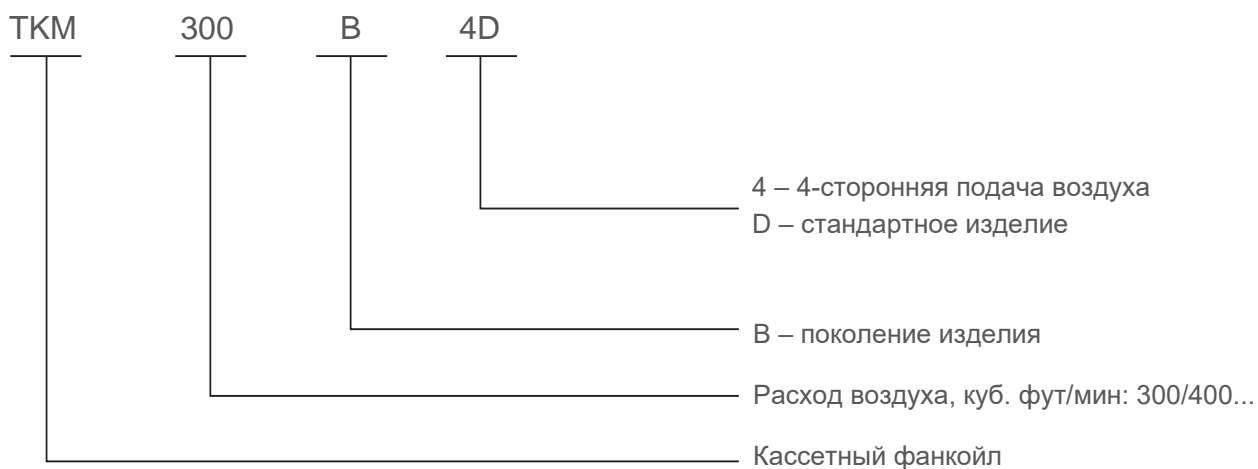 TKM 300 B 4D
4 – 4-сторонняя подача воздуха
D – стандартное изделие
B – поколение изделия
Расход воздуха, куб. фут/мин: 300/400...
Кассетный фанкойл